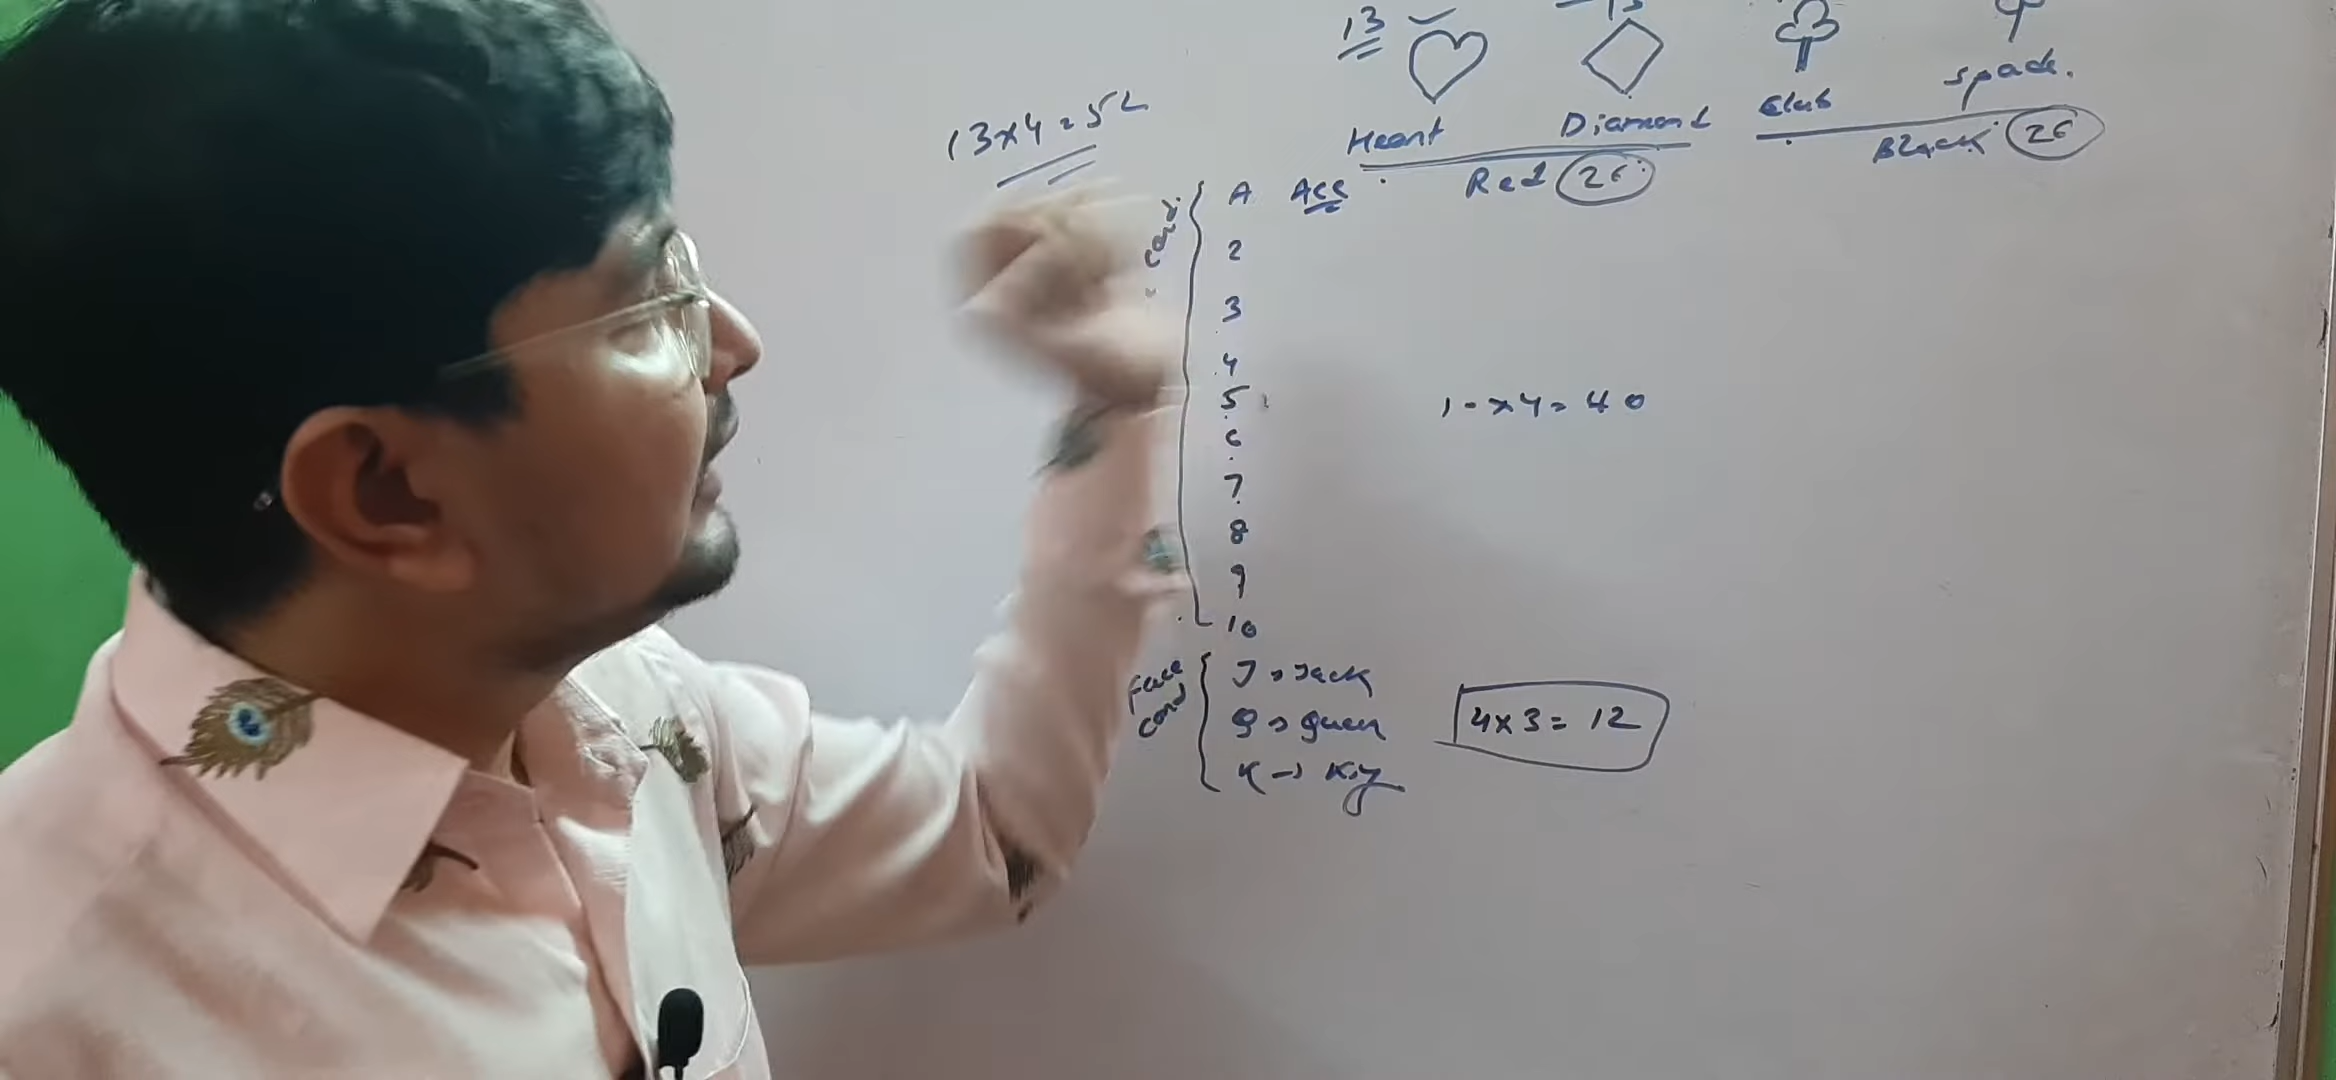 13
13
Heart Diamond Club Spade.
Red 26 Black 26
13x4=52
A Ace
2
3
4
5
10x4=40
6
7
8
9
10
Face card
J → Jack
Q → Queen
K → King
4x3=12